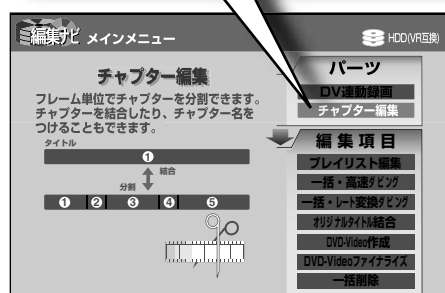 編集ナビ メインメニュー
HDD(VR互換)
チャプター編集
フレーム単位でチャプターを分割できます。
チャプターを結合したり、チャプター名を
つけることもできます。
タイトル
1
結合
分割
1 2 3 4 5
パーツ
DV連動録画
チャプター編集
編集項目
プレイリスト編集
一括・高速ダビング
一括・レート変換ダビング
オリジナルタイトル結合
DVD-Video作成
DVD-Videoファイナライズ
一括削除